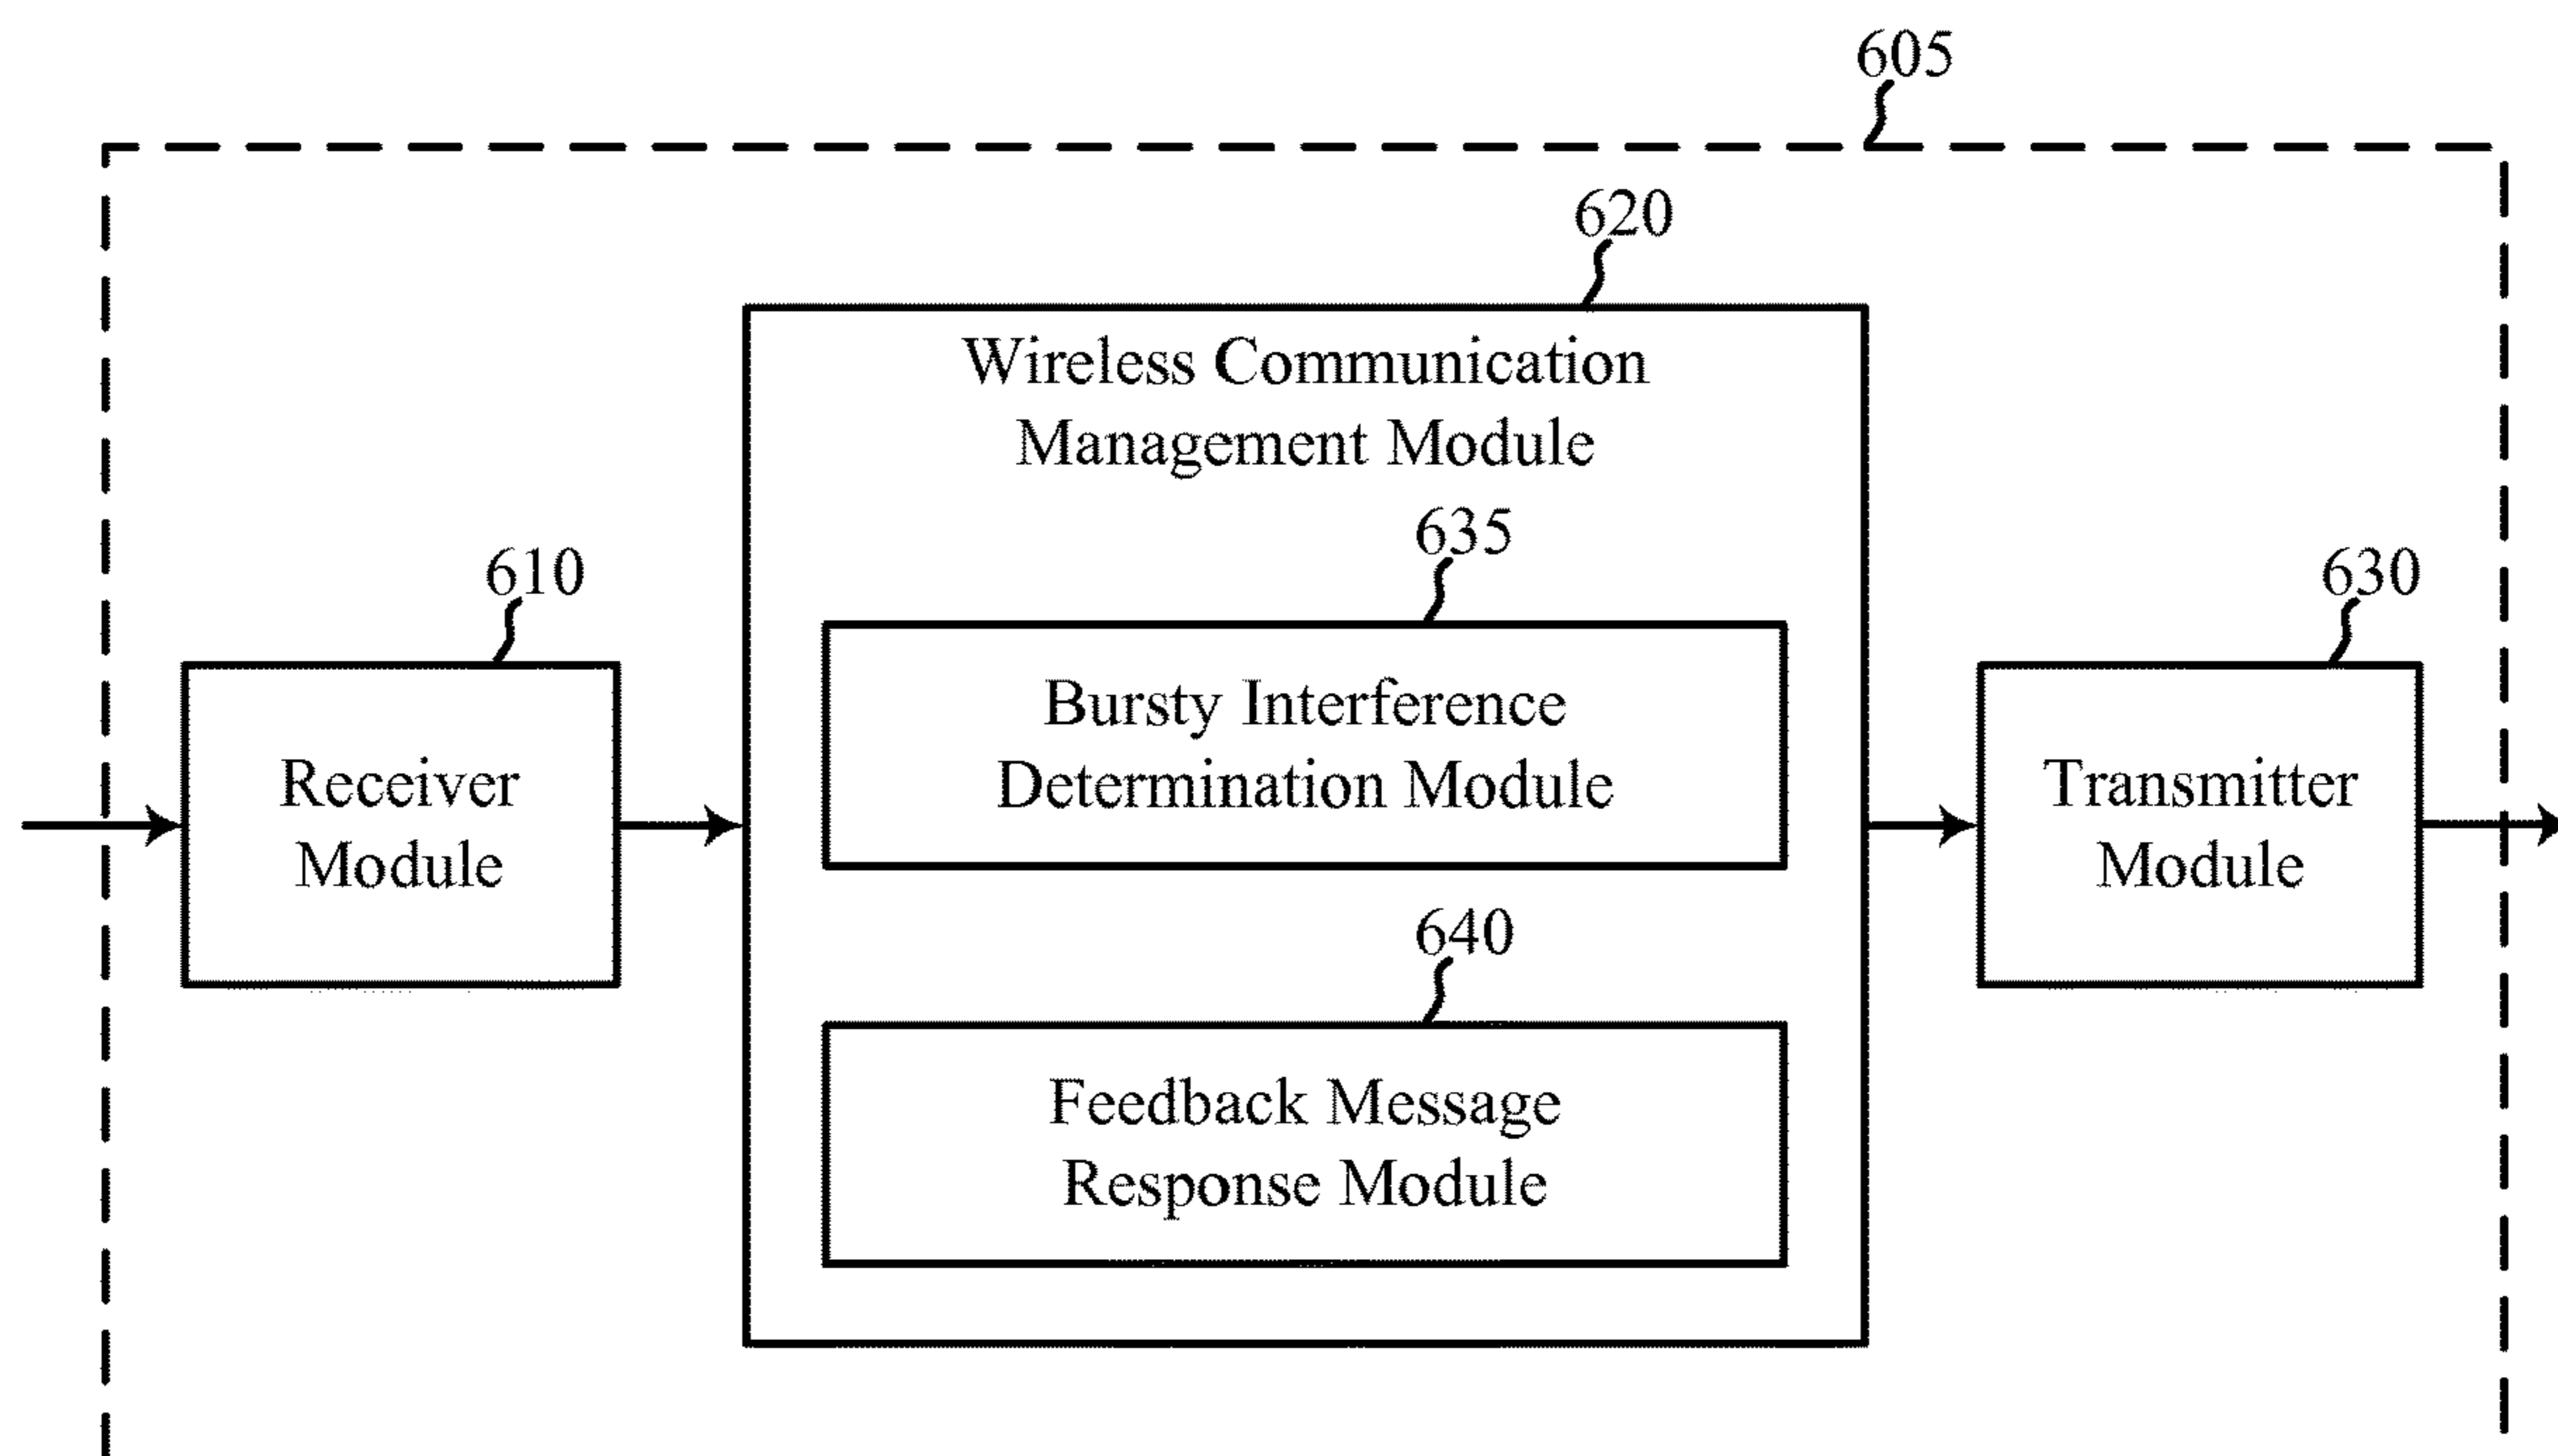 605
620
Wireless Communication
Management Module
635
610
630
Bursty Interference
Determination Module
Receiver
Module
Transmitter
Module
640
Feedback Message
Response Module